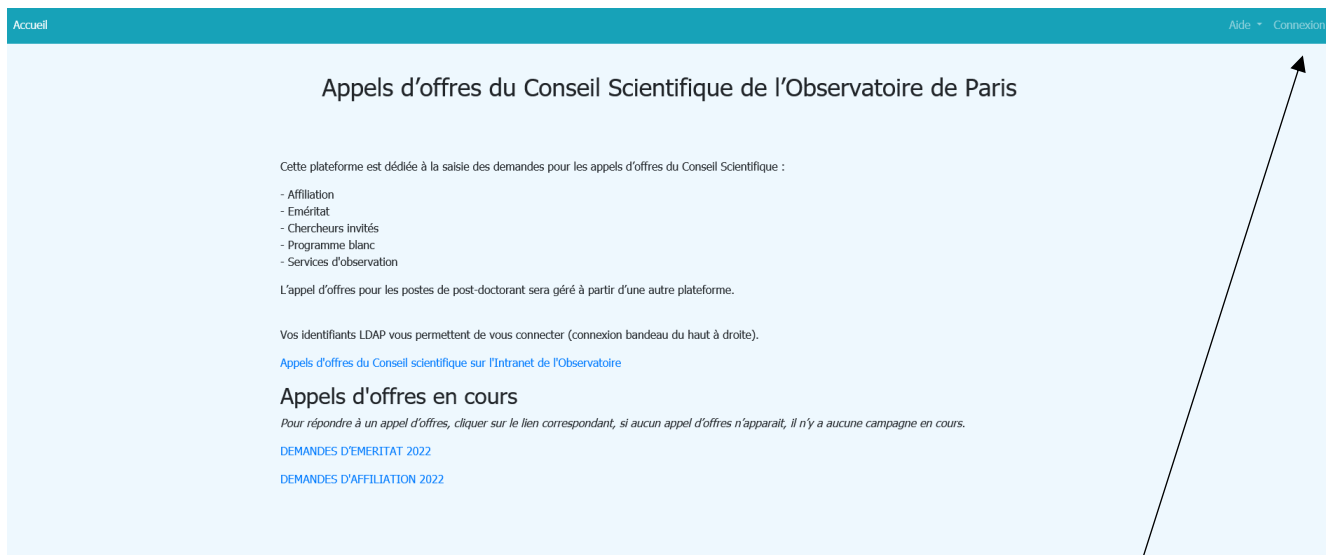 Accueil
Aide Connexion
Appels d’offres du Conseil Scientifique de l’Observatoire de Paris
Cette plateforme est dédiée à la saisie des demandes pour les appels d’offres du Conseil Scientifique :
- Affiliation
- Eméritat
- Chercheurs invités
- Programme blanc
- Services d'observation
L’appel d’offres pour les postes de post-doctorant sera géré à partir d’une autre plateforme.
Vos identifiants LDAP vous permettent de vous connecter (connexion bandeau du haut à droite).
Appels d'offres du Conseil scientifique sur l'Intranet de l'Observatoire
Appels d'offres en cours
Pour répondre à un appel d’offres, cliquer sur le lien correspondant, si aucun appel d’offres n’apparait, il n’y a aucune campagne en cours.
DEMANDES D’EMERITAT 2022
DEMANDES D'AFFILIATION 2022